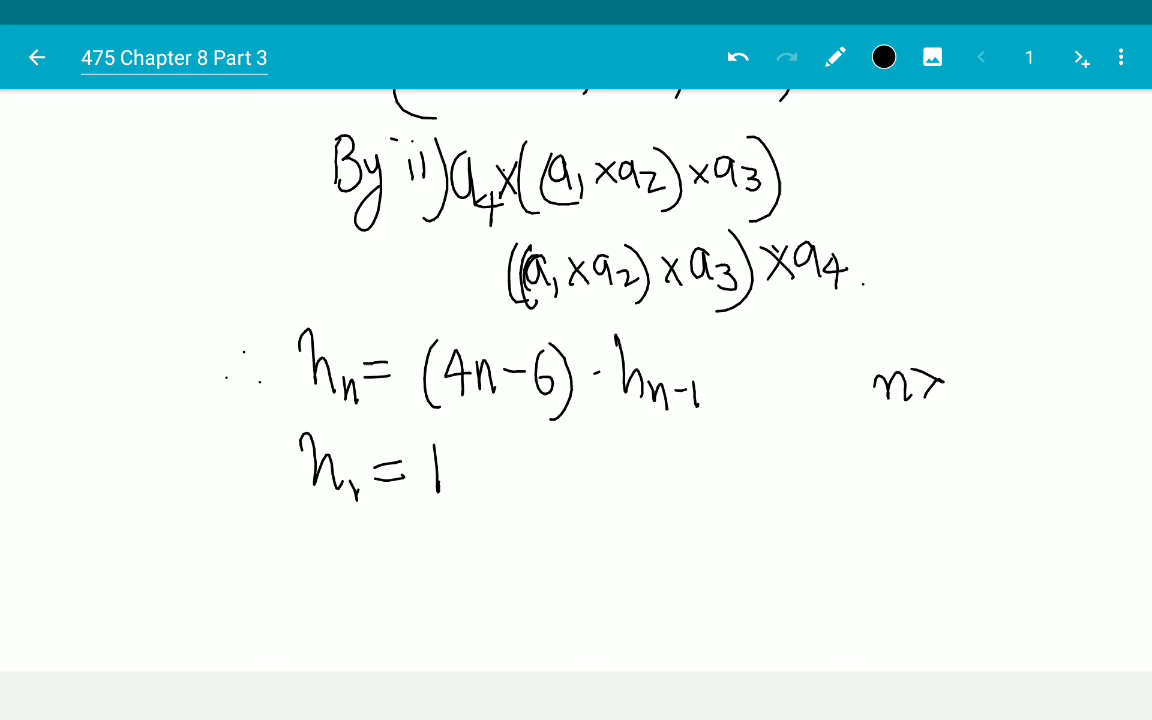 475 Chapter 8 Part 3
1
By ii) a₄×((a₁×a₂)×a₃)
((a₁×a₂)×a₃)×a₄.
∴ hₙ = (4n-6)·hₙ₋₁ n>
h₁ = 1